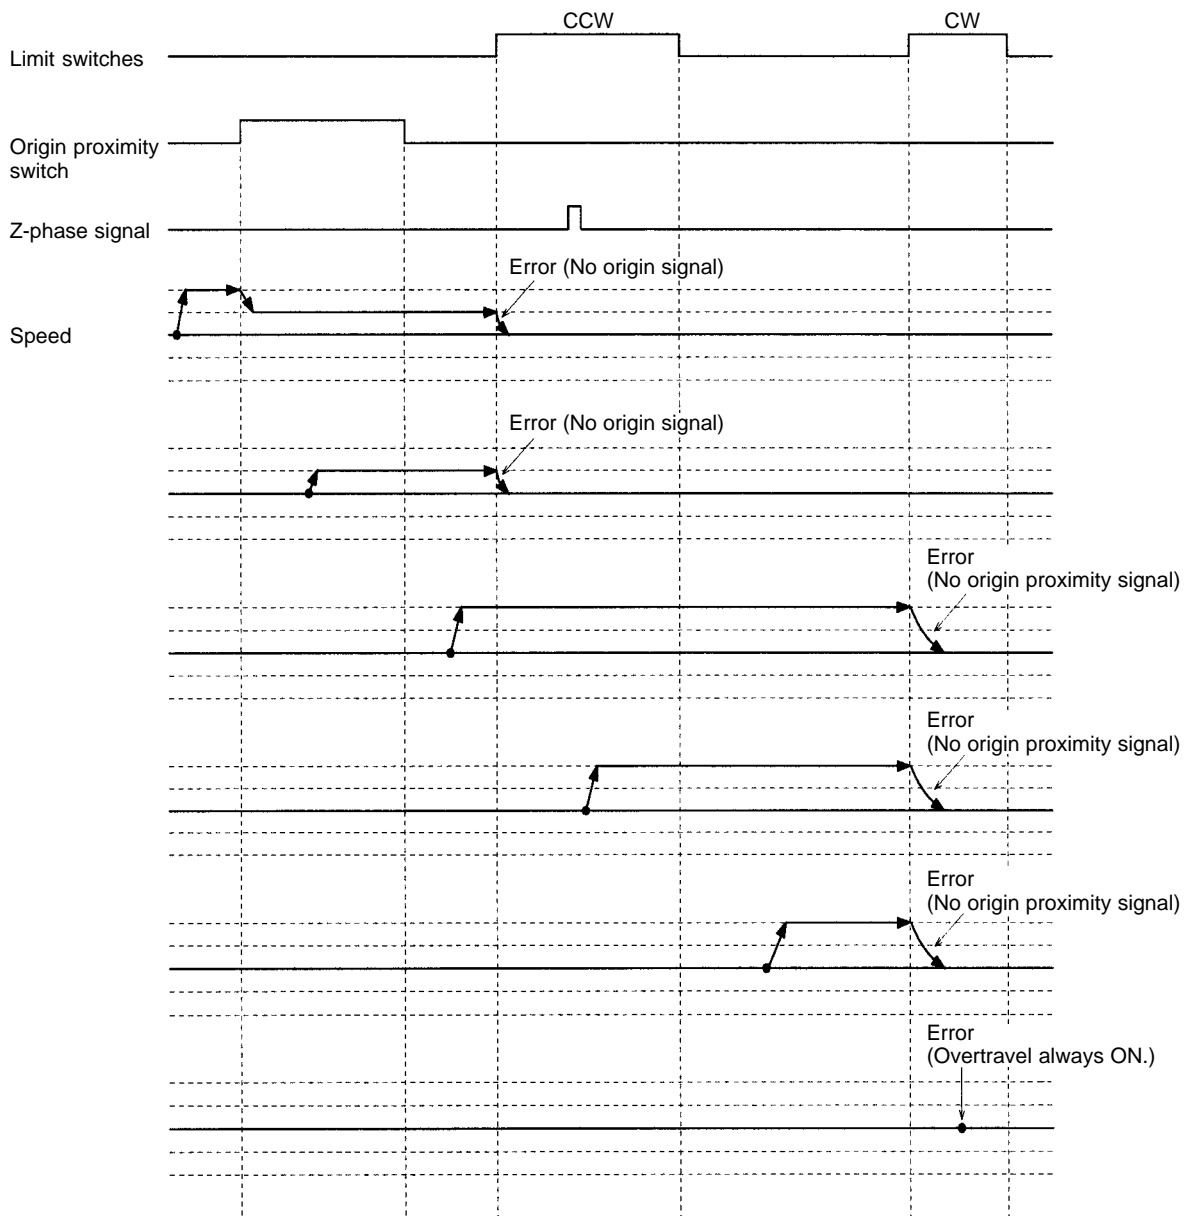 CCW
CW
Limit switches
Origin proximity
switch
Z-phase signal
Error (No origin signal)
Speed
Error (No origin signal)
Error
(No origin proximity signal)
Error
(No origin proximity signal)
Error
(No origin proximity signal)
Error
(Overtravel always ON.)